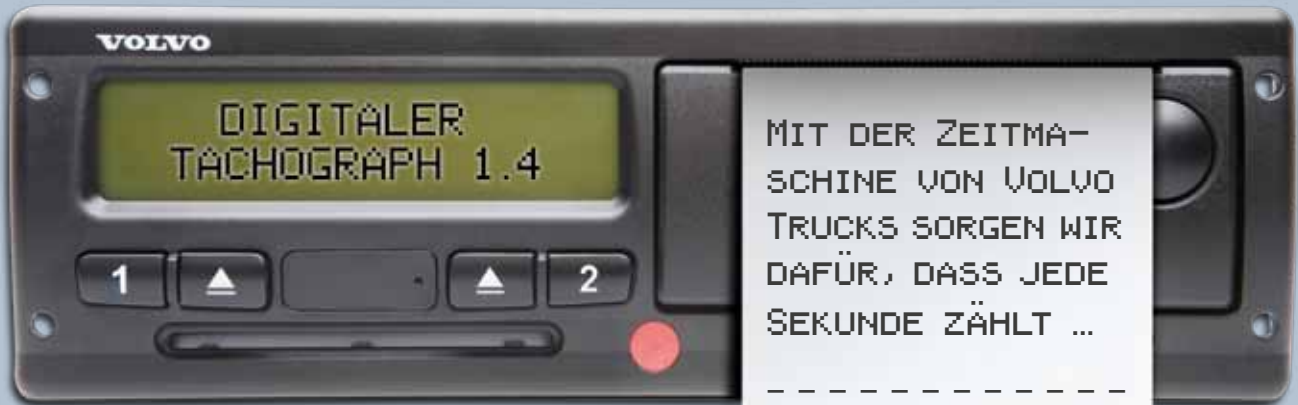 VOLVO
DIGITALER
TACHOGRAPH 1.4
1
2
MIT DER ZEITMA-
SCHINE VON VOLVO
TRUCKS SORGEN WIR
DAFÜR, DASS JEDE
SEKUNDE ZÄHLT ...